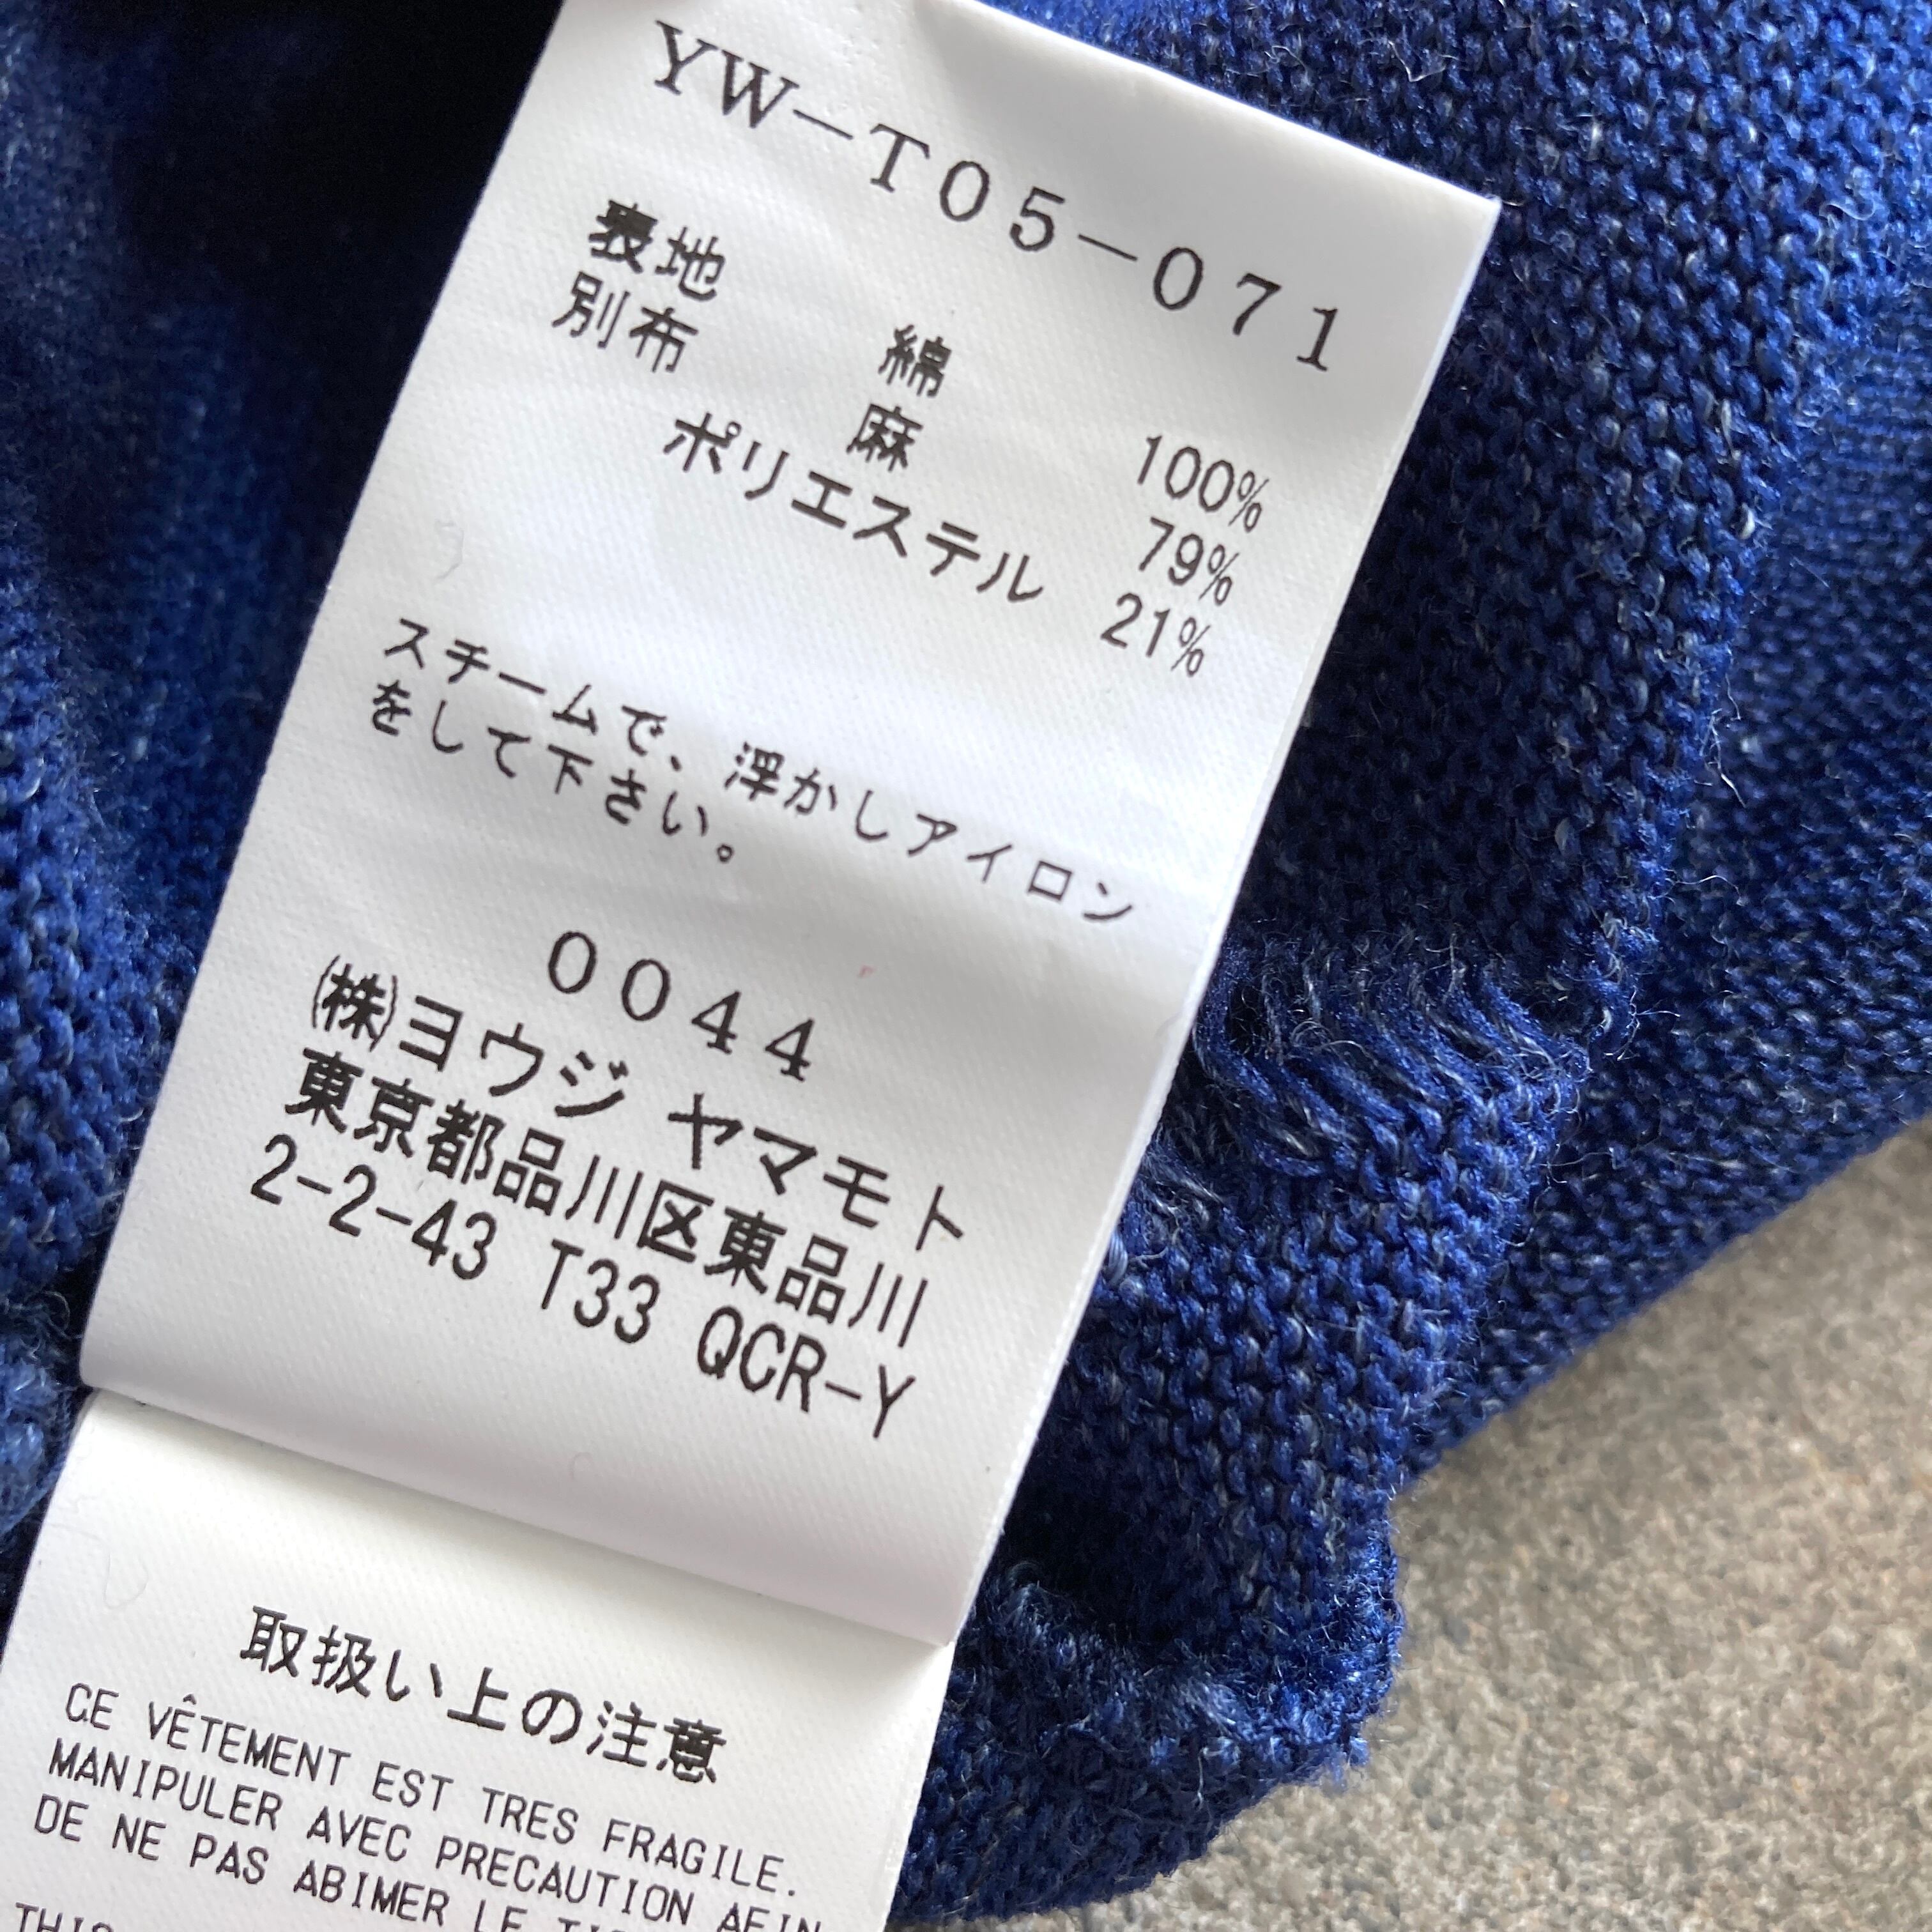 YW-T05-071
表地 綿 100%
別布 麻 79%
ポリエステル 21%
スチームで、浮かしアイロン
をして下さい。
0044
(株)ヨウジ ヤマモト
東京都品川区東品川
2-2-43 T33 QCR-Y
取扱い上の注意
CE VÊTEMENT EST TRES FRAGILE.
MANIPULER AVEC PRECAUTION AFIN
DE NE PAS ABIMER LE
THIS